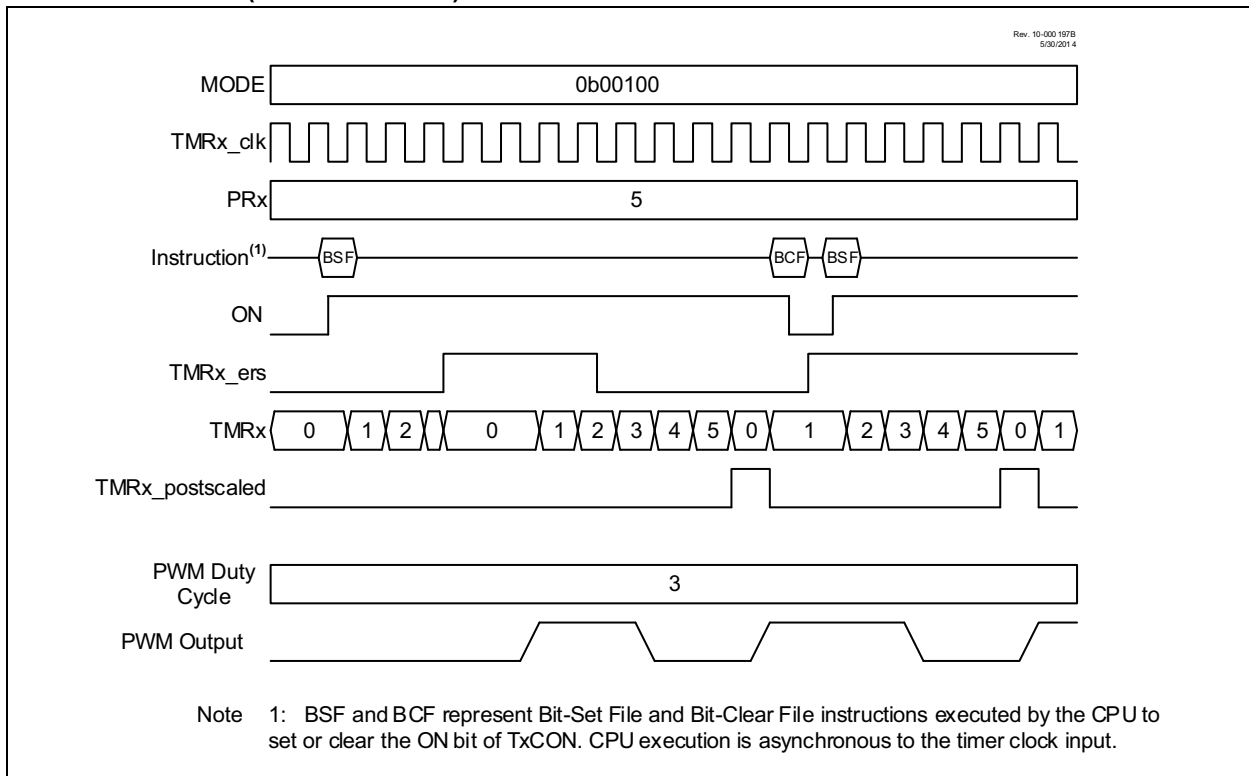 Rev. 10-000 197B
5/30/201 4
MODE 0b00100
TMRx_clk
PRx 5
Instruction(1) BSF BCF BSF
ON
TMRx_ers
TMRx 0 1 2 0 1 2 3 4 5 0 1 2 3 4 5 0 1
TMRx_postscaled
PWM Duty
Cycle 3
PWM Output
Note 1: BSF and BCF represent Bit-Set File and Bit-Clear File instructions executed by the CPU to
set or clear the ON bit of TxCON. CPU execution is asynchronous to the timer clock input.